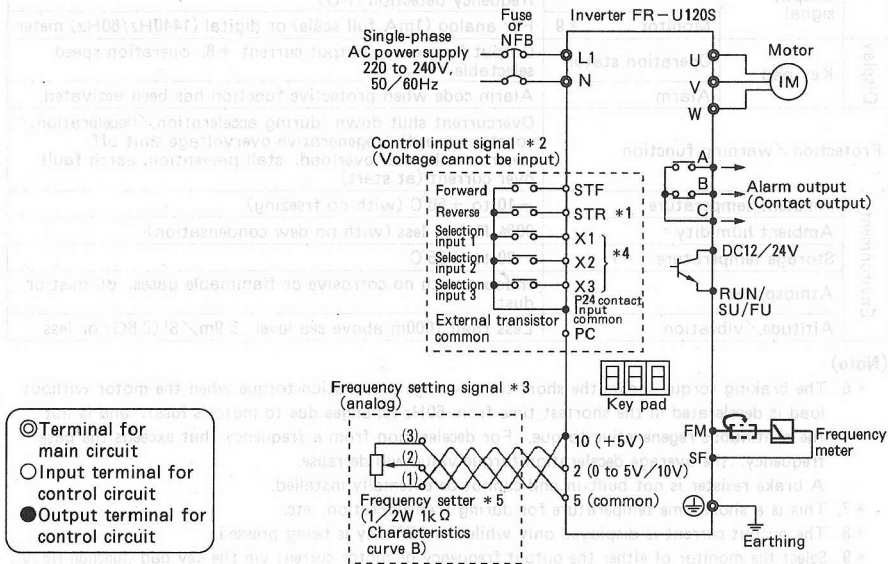 Single-phase
AC power supply
220 to 240V,
50/60Hz
Fuse
or
NFB
Inverter FR-U120S
L1
N
U
V
W
Motor
IM
Control input signal *2
(Voltage cannot be input)
Forward
STF
Reverse
STR *1
Selection
input 1
X1
Selection
input 2
X2
*4
Selection
input 3
X3
P24 contact
Input
common
External transistor
common
PC
A
B
C
Alarm output
(Contact output)
DC12/24V
RUN/
SU/FU
Key pad
Frequency setting signal *3
(analog)
(3)
(2)
(1)
10 (+5V)
2 (0 to 5V/10V)
5 (common)
Frequency setter *5
(1/2W 1kΩ
Characteristics
curve B)
FM
SF
Frequency
meter
Earthing
Terminal for
main circuit
Input terminal for
control circuit
Output terminal for
control circuit